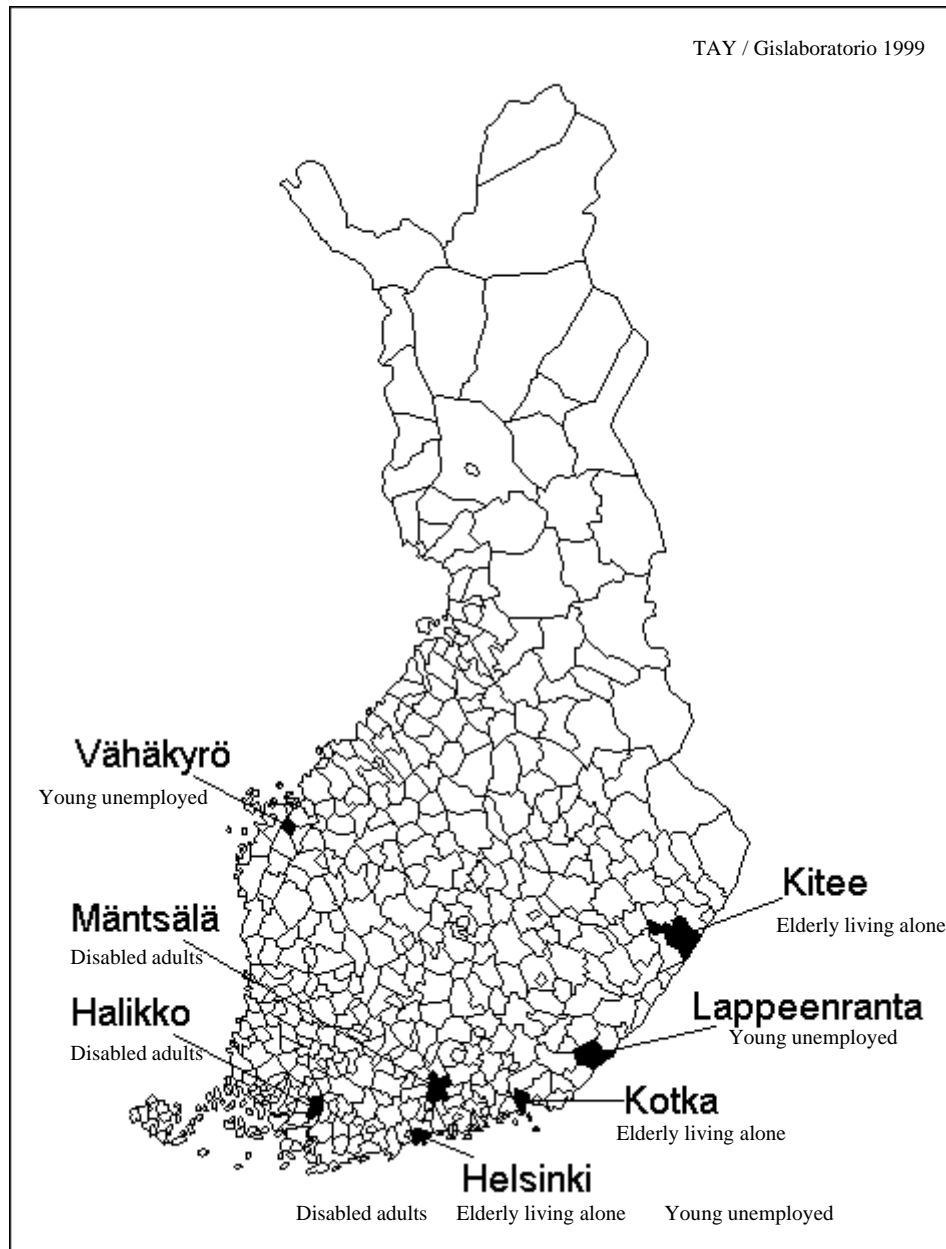 TAY / Gislaboratorio 1999
Vähäkyrö
Young unemployed
Kitee
Elderly living alone
Mäntsälä
Disabled adults
Halikko
Disabled adults
Lappeenranta
Young unemployed
Kotka
Elderly living alone
Helsinki
Disabled adults Elderly living alone Young unemployed